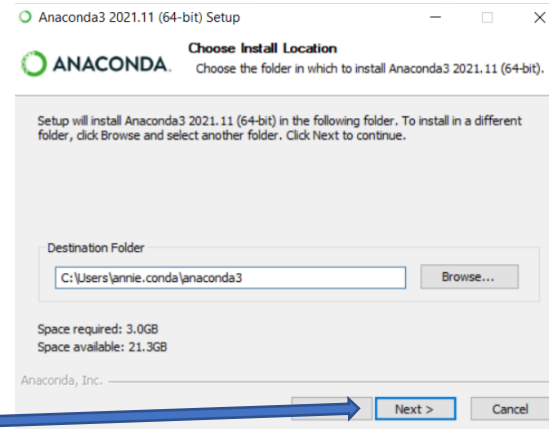 Anaconda3 2021.11 (64-bit) Setup
ANACONDA.
Choose Install Location
Choose the folder in which to install Anaconda3 2021.11 (64-bit).
Setup will install Anaconda3 2021.11 (64-bit) in the following folder. To install in a different
folder, click Browse and select another folder. Click Next to continue.
Destination Folder
C:\Users\annie.conda\anaconda3
Browse...
Space required: 3.0GB
Space available: 21.3GB
Anaconda, Inc.
Next >
Cancel